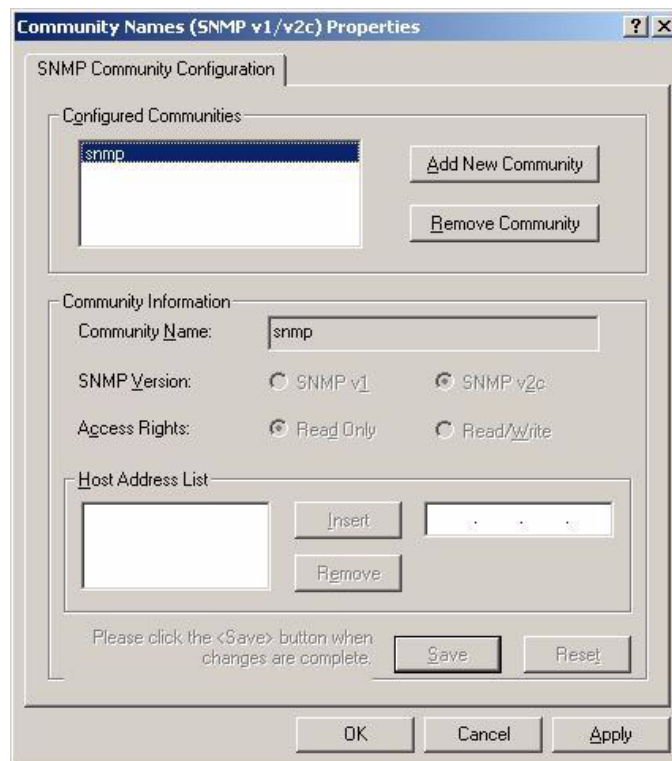 Community Names (SNMP v1/v2c) Properties
SNMP Community Configuration
Configured Communities
snmp
Add New Community
Remove Community
Community Information
Community Name: snmp
SNMP Version: SNMP v1 SNMP v2c
Access Rights: Read Only Read/Write
Host Address List
Insert . . .
Remove
Please click the <Save> button when
changes are complete. Save Reset
OK Cancel Apply